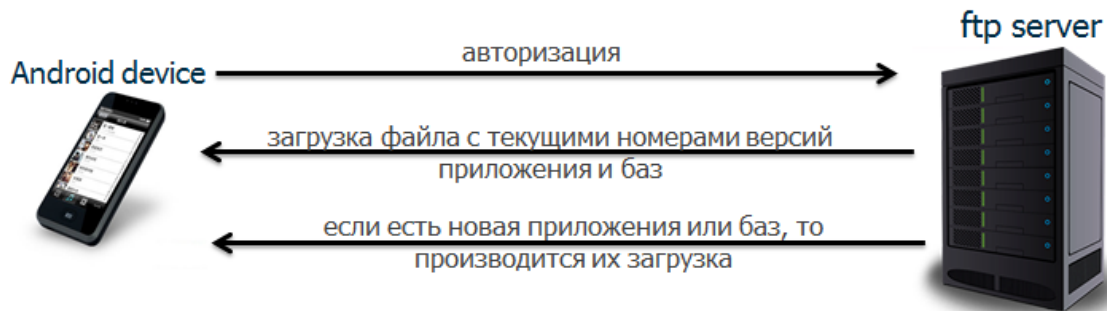 ftp server
авторизация
Android device
загрузка файла с текущими номерами версий
приложения и баз
если есть новая приложения или баз, то
производится их загрузка